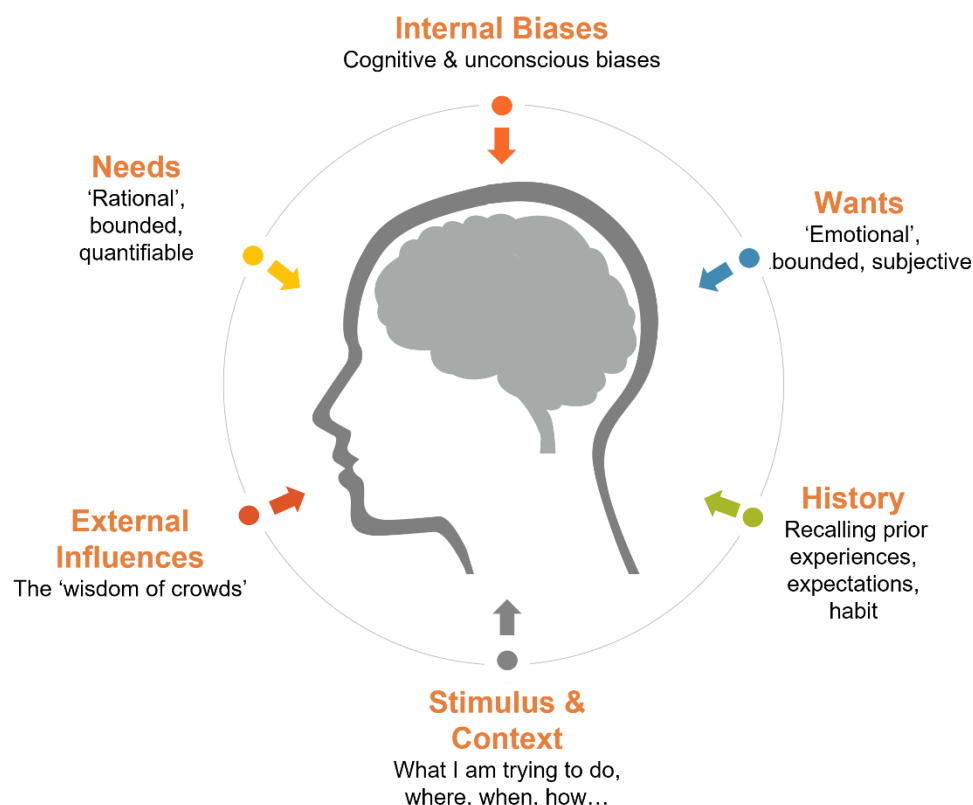 Internal Biases
Cognitive & unconscious biases
Needs
‘Rational’,
bounded,
quantifiable
Wants
‘Emotional’,
.bounded, subjective
External
Influences
The ‘wisdom of crowds’
History
Recalling prior
experiences,
expectations,
habit
Stimulus &
Context
What I am trying to do,
where, when, how…